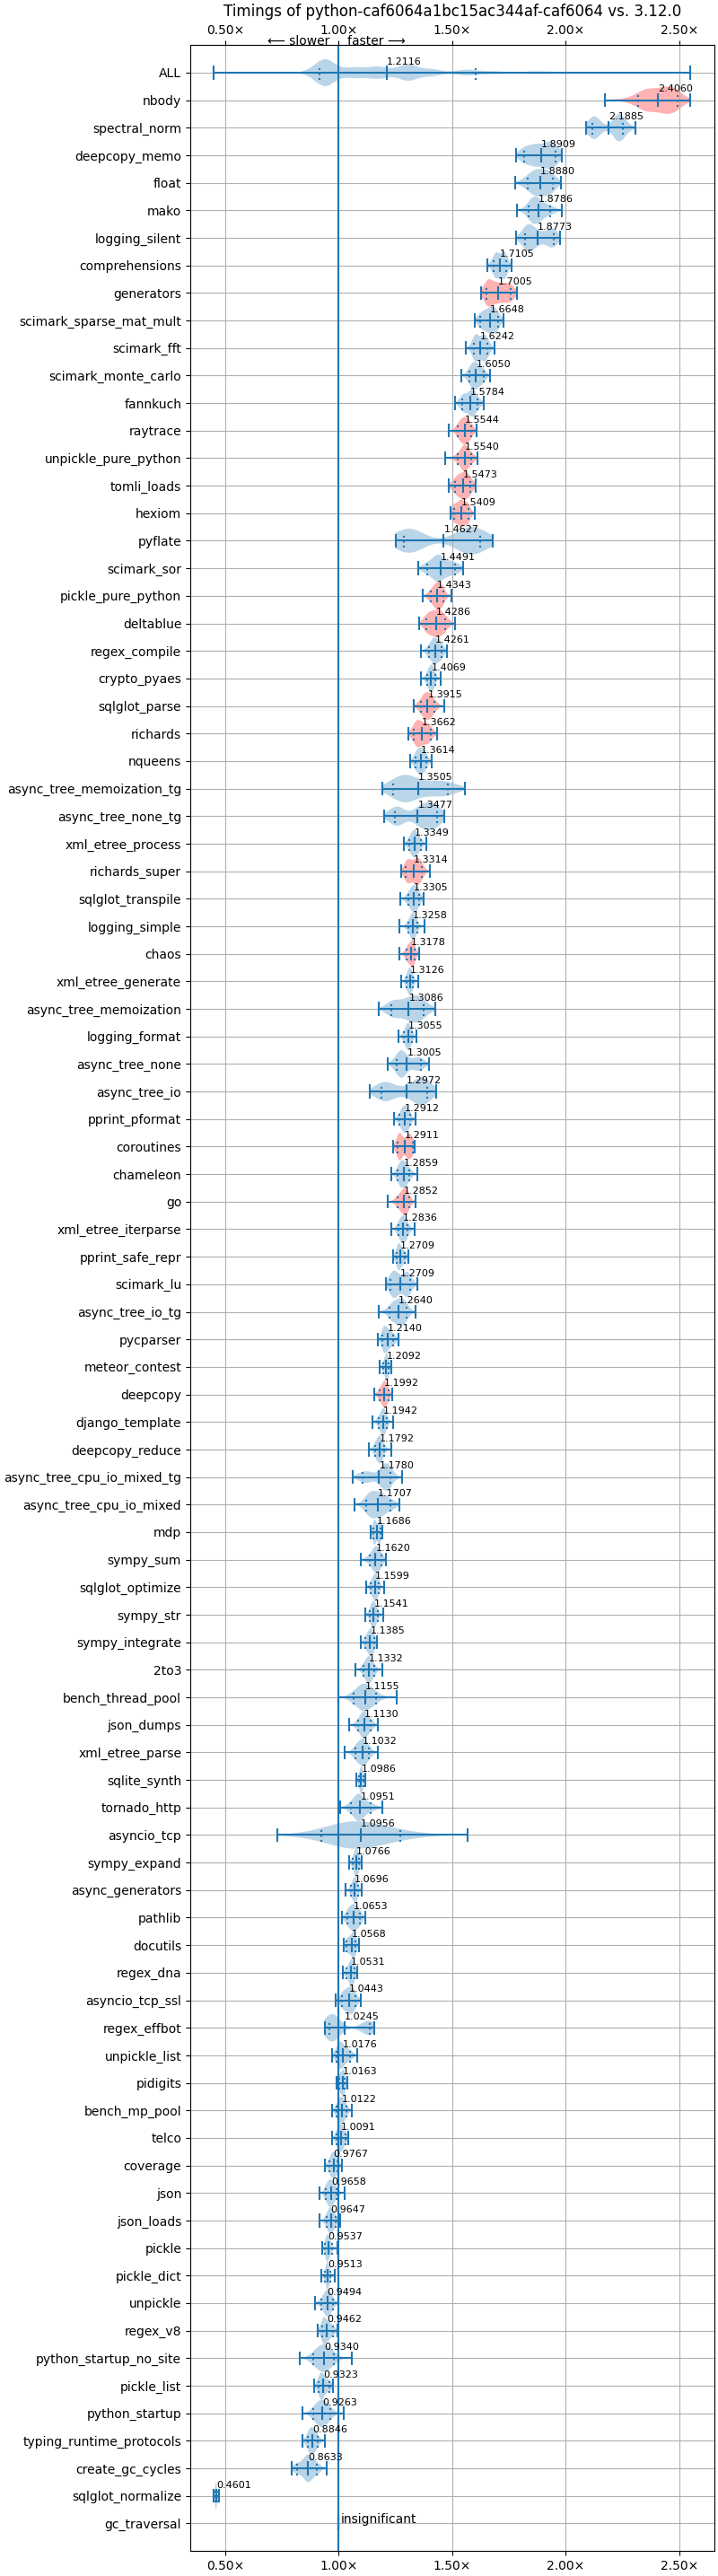 Timings of python-caf6064a1bc15ac344af-caf6064 vs. 3.12.0
0.50× 1.00× 1.50× 2.00× 2.50×
⟵ slower faster ⟶
ALL 1.2116
nbody 2.4060
spectral_norm 2.1885
deepcopy_memo 1.8909
float 1.8880
mako 1.8786
logging_silent 1.8773
comprehensions 1.7105
generators 1.7005
scimark_sparse_mat_mult 1.6648
scimark_fft 1.6242
scimark_monte_carlo 1.6050
fannkuch 1.5784
raytrace 1.5544
unpickle_pure_python 1.5540
tomli_loads 1.5473
hexiom 1.5409
pyflate 1.4627
scimark_sor 1.4491
pickle_pure_python 1.4343
deltablue 1.4286
regex_compile 1.4261
crypto_pyaes 1.4069
sqlglot_parse 1.3915
richards 1.3662
nqueens 1.3614
async_tree_memoization_tg 1.3505
async_tree_none_tg 1.3477
xml_etree_process 1.3349
richards_super 1.3314
sqlglot_transpile 1.3305
logging_simple 1.3258
chaos 1.3178
xml_etree_generate 1.3126
async_tree_memoization 1.3086
logging_format 1.3055
async_tree_none 1.3005
async_tree_io 1.2972
pprint_pformat 1.2912
coroutines 1.2911
chameleon 1.2859
go 1.2852
xml_etree_iterparse 1.2836
pprint_safe_repr 1.2709
scimark_lu 1.2709
async_tree_io_tg 1.2640
pycparser 1.2140
meteor_contest 1.2092
deepcopy 1.1992
django_template 1.1942
deepcopy_reduce 1.1792
async_tree_cpu_io_mixed_tg 1.1780
async_tree_cpu_io_mixed 1.1707
mdp 1.1686
sympy_sum 1.1620
sqlglot_optimize 1.1599
sympy_str 1.1541
sympy_integrate 1.1385
2to3 1.1332
bench_thread_pool 1.1155
json_dumps 1.1130
xml_etree_parse 1.1032
sqlite_synth 1.0986
tornado_http 1.0951
asyncio_tcp 1.0956
sympy_expand 1.0766
async_generators 1.0696
pathlib 1.0653
docutils 1.0568
regex_dna 1.0531
asyncio_tcp_ssl 1.0443
regex_effbot 1.0245
unpickle_list 1.0176
pidigits 1.0163
bench_mp_pool 1.0122
telco 1.0091
coverage 0.9767
json 0.9658
json_loads 0.9647
pickle 0.9537
pickle_dict 0.9513
unpickle 0.9494
regex_v8 0.9462
python_startup_no_site 0.9340
pickle_list 0.9323
python_startup 0.9263
typing_runtime_protocols 0.8846
create_gc_cycles 0.8633
sqlglot_normalize 0.4601
gc_traversal insignificant
0.50× 1.00× 1.50× 2.00× 2.50×